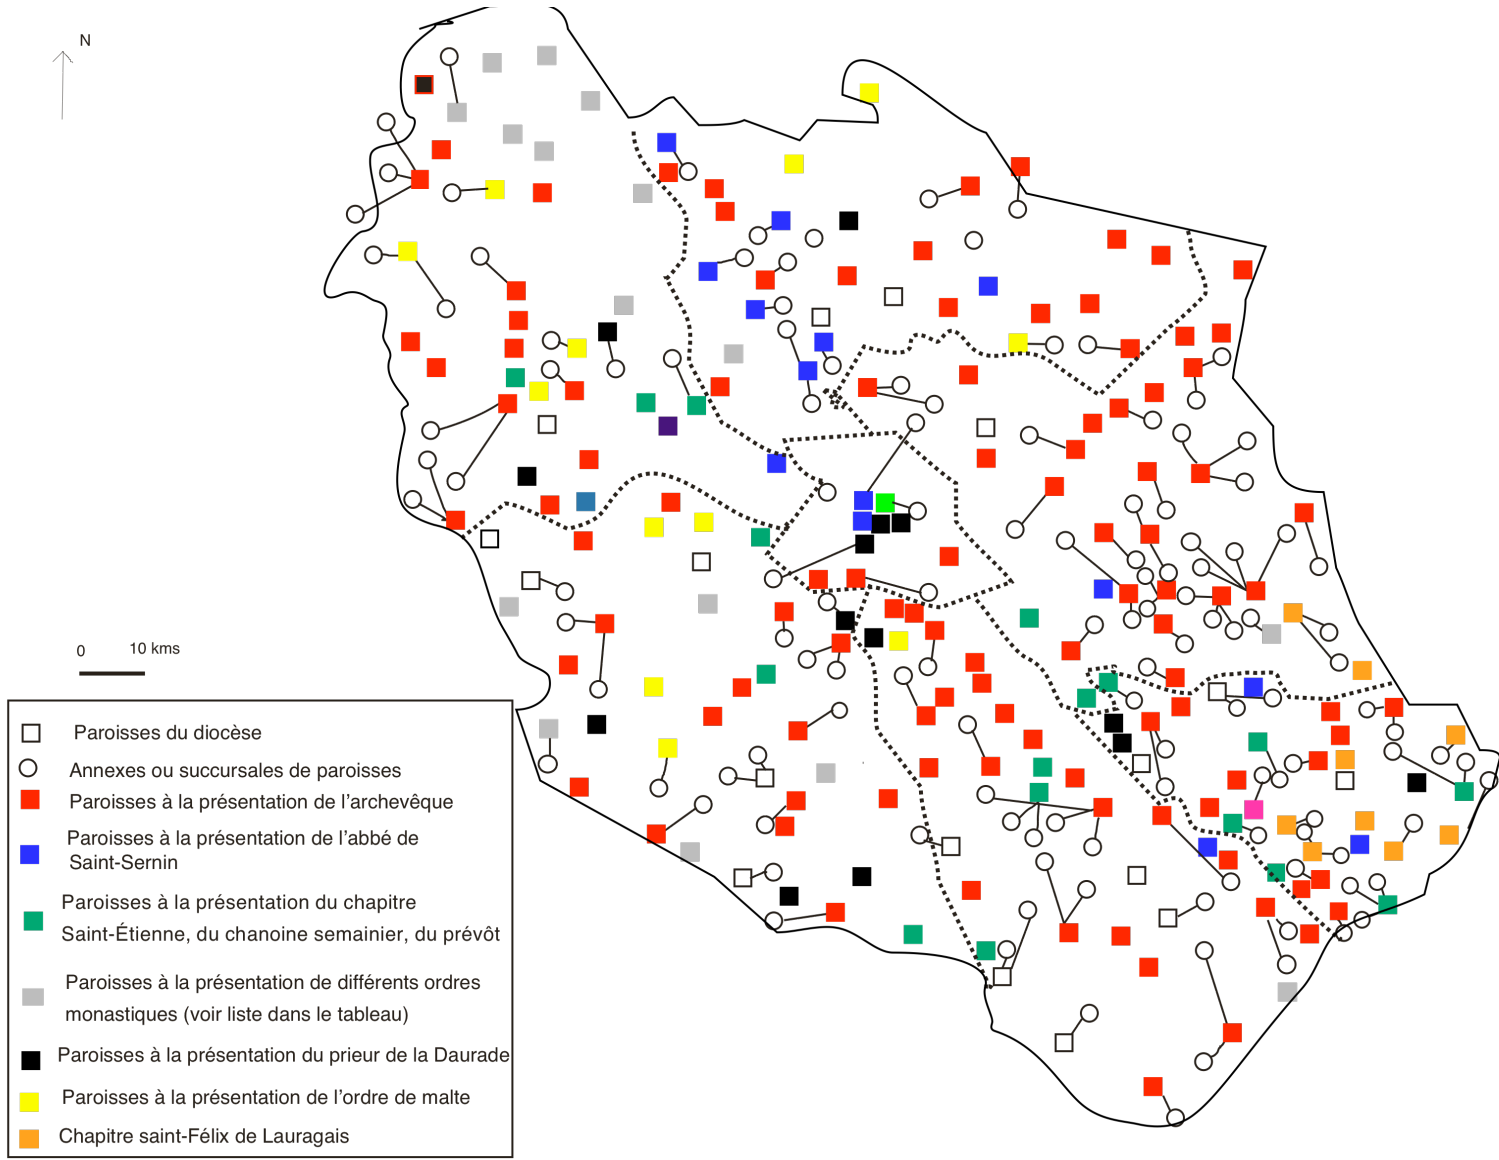 N
0 10 kms
Paroisses du diocèse
Annexes ou succursales de paroisses
Paroisses à la présentation de l'archevêque
Paroisses à la présentation de l'abbé de
Saint-Sernin
Paroisses à la présentation du chapitre
Saint-Étienne, du chanoine semainier, du prévôt
Paroisses à la présentation de différents ordres
monastiques (voir liste dans le tableau)
Paroisses à la présentation du prieur de la Daurade
Paroisses à la présentation de l'ordre de malte
Chapitre saint-Félix de Lauragais